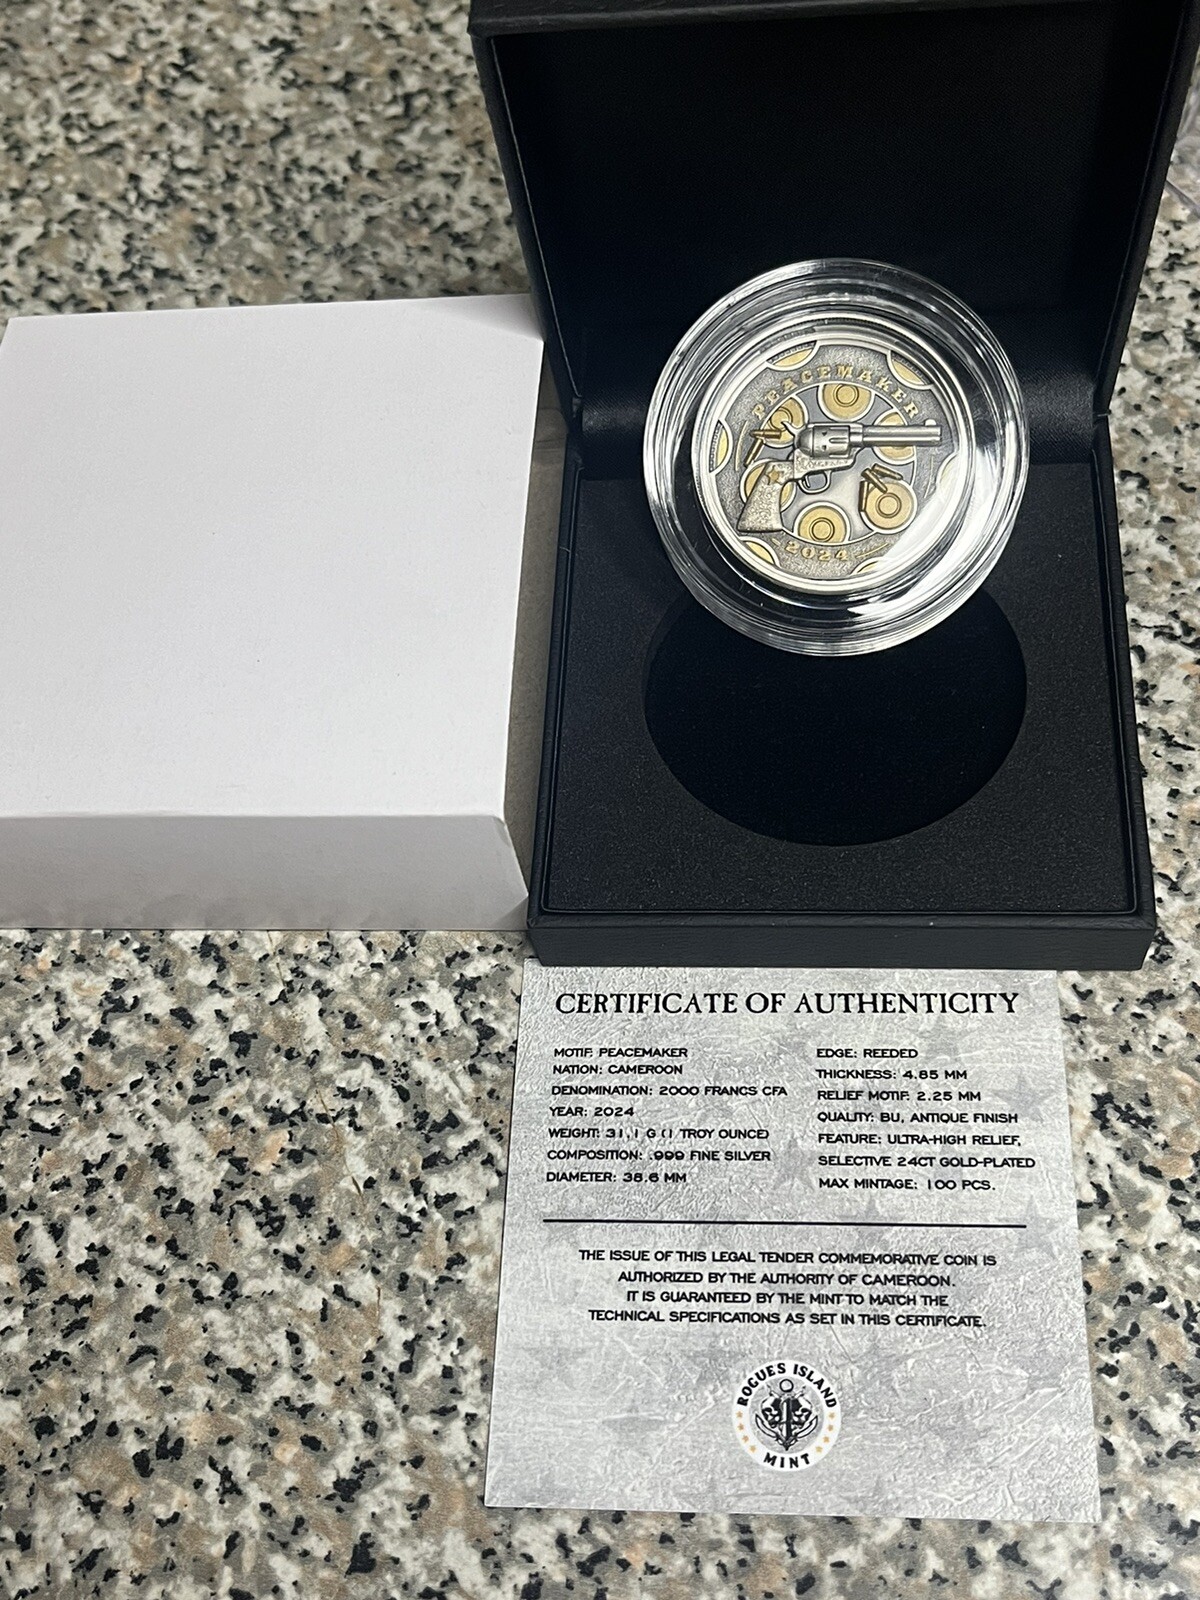 PEACEMAKER
2024
CERTIFICATE OF AUTHENTICITY
MOTIF: PEACEMAKER
NATION: CAMEROON
DENOMINATION: 2000 FRANCS CFA
YEAR: 2024
WEIGHT: 31,1 G (1 TROY OUNCE)
COMPOSITION: .999 FINE SILVER
DIAMETER: 38.6 MM
EDGE: REEDED
THICKNESS: 4.85 MM
RELIEF MOTIF: 2.25 MM
QUALITY: BU, ANTIQUE FINISH
FEATURE: ULTRA-HIGH RELIEF,
SELECTIVE 24CT GOLD-PLATED
MAX MINTAGE: 100 PCS.
THE ISSUE OF THIS LEGAL TENDER COMMEMORATIVE COIN IS
AUTHORIZED BY THE AUTHORITY OF CAMEROON.
IT IS GUARANTEED BY THE MINT TO MATCH THE
TECHNICAL SPECIFICATIONS AS SET IN THIS CERTIFICATE.
ROGUES ISLAND
MINT